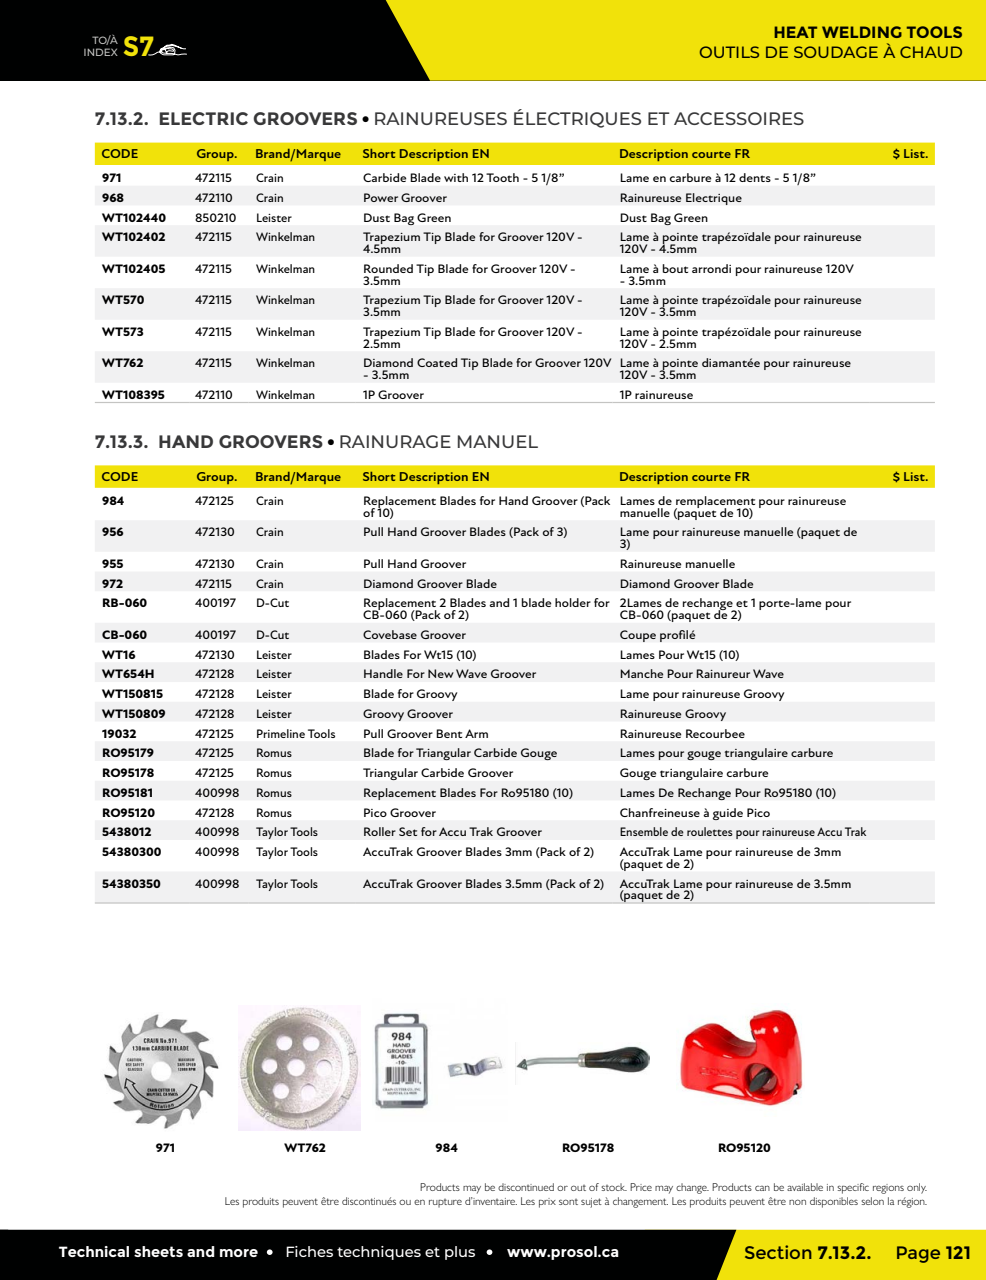 TO/À
INDEX S7
HEAT WELDING TOOLS
OUTILS DE SOUDAGE À CHAUD
7.13.2. ELECTRIC GROOVERS • RAINUREUSES ÉLECTRIQUES ET ACCESSOIRES
CODE Group. Brand/Marque Short Description EN Description courte FR $ List.
971 472115 Crain Carbide Blade with 12 Tooth - 5 1/8” Lame en carbure à 12 dents - 5 1/8”
968 472110 Crain Power Groover Rainureuse Electrique
WT102440 850210 Leister Dust Bag Green Dust Bag Green
WT102402 472115 Winkelman Trapezium Tip Blade for Groover 120V - Lame à pointe trapézoïdale pour rainureuse
4.5mm 120V - 4.5mm
WT102405 472115 Winkelman Rounded Tip Blade for Groover 120V - Lame à bout arrondi pour rainureuse 120V
3.5mm - 3.5mm
WT570 472115 Winkelman Trapezium Tip Blade for Groover 120V - Lame à pointe trapézoïdale pour rainureuse
3.5mm 120V - 3.5mm
WT573 472115 Winkelman Trapezium Tip Blade for Groover 120V - Lame à pointe trapézoïdale pour rainureuse
2.5mm 120V - 2.5mm
WT762 472115 Winkelman Diamond Coated Tip Blade for Groover 120V Lame à pointe diamantée pour rainureuse
- 3.5mm 120V - 3.5mm
WT108395 472110 Winkelman 1P Groover 1P rainureuse
7.13.3. HAND GROOVERS • RAINURAGE MANUEL
CODE Group. Brand/Marque Short Description EN Description courte FR $ List.
984 472125 Crain Replacement Blades for Hand Groover (Pack Lames de remplacement pour rainureuse
of 10) manuelle (paquet de 10)
956 472130 Crain Pull Hand Groover Blades (Pack of 3) Lame pour rainureuse manuelle (paquet de
3)
955 472130 Crain Pull Hand Groover Rainureuse manuelle
972 472115 Crain Diamond Groover Blade Diamond Groover Blade
RB-060 400197 D-Cut Replacement 2 Blades and 1 blade holder for 2Lames de rechange et 1 porte-lame pour
CB-060 (Pack of 2) CB-060 (paquet de 2)
CB-060 400197 D-Cut Covebase Groover Coupe profilé
WT16 472130 Leister Blades For Wt15 (10) Lames Pour Wt15 (10)
WT654H 472128 Leister Handle For New Wave Groover Manche Pour Rainureur Wave
WT150815 472128 Leister Blade for Groovy Lame pour rainureuse Groovy
WT150809 472128 Leister Groovy Groover Rainureuse Groovy
19032 472125 Primeline Tools Pull Groover Bent Arm Rainureuse Recourbee
RO95179 472125 Romus Blade for Triangular Carbide Gouge Lames pour gouge triangulaire carbure
RO95178 472125 Romus Triangular Carbide Groover Gouge triangulaire carbure
RO95181 400998 Romus Replacement Blades For Ro95180 (10) Lames De Rechange Pour Ro95180 (10)
RO95120 472128 Romus Pico Groover Chanfreineuse à guide Pico
5438012 400998 Taylor Tools Roller Set for Accu Trak Groover Ensemble de roulettes pour rainureuse Accu Trak
54380300 400998 Taylor Tools AccuTrak Groover Blades 3mm (Pack of 2) AccuTrak Lame pour rainureuse de 3mm
(paquet de 2)
54380350 400998 Taylor Tools AccuTrak Groover Blades 3.5mm (Pack of 2) AccuTrak Lame pour rainureuse de 3.5mm
(paquet de 2)
CRAIN No.971
130mm CARBIDE BLADE
Rotation
984
HAND
GROOVER
BLADES
-10-
971 WT762 984 RO95178 RO95120
Products may be discontinued or out of stock. Price may change. Products can be available in specific regions only.
Les produits peuvent être discontinués ou en rupture d’inventaire. Les prix sont sujet à changement. Les produits peuvent être non disponibles selon la région.
Technical sheets and more • Fiches techniques et plus • www.prosol.ca
Section 7.13.2. Page 121